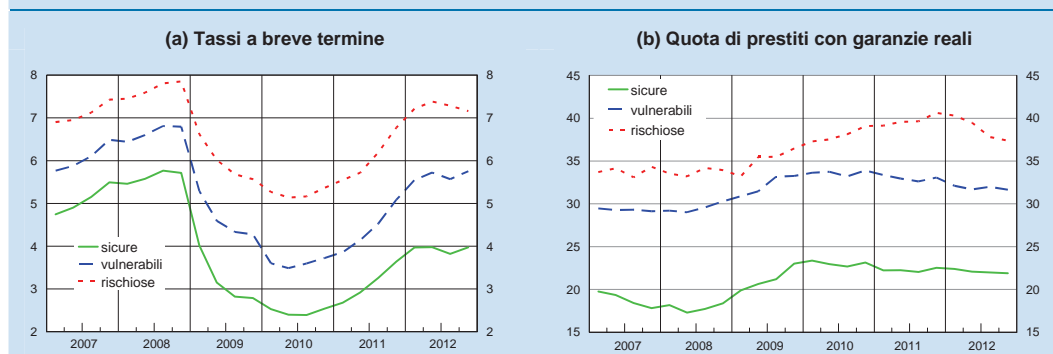 (a) Tassi a breve termine
8
7
6
5
4
3
2
8
7
6
5
4
3
2
sicure
vulnerabili
rischiose
2007 2008 2009 2010 2011 2012
(b) Quota di prestiti con garanzie reali
45
40
35
30
25
20
15
45
40
35
30
25
20
15
sicure
vulnerabili
rischiose
2007 2008 2009 2010 2011 2012